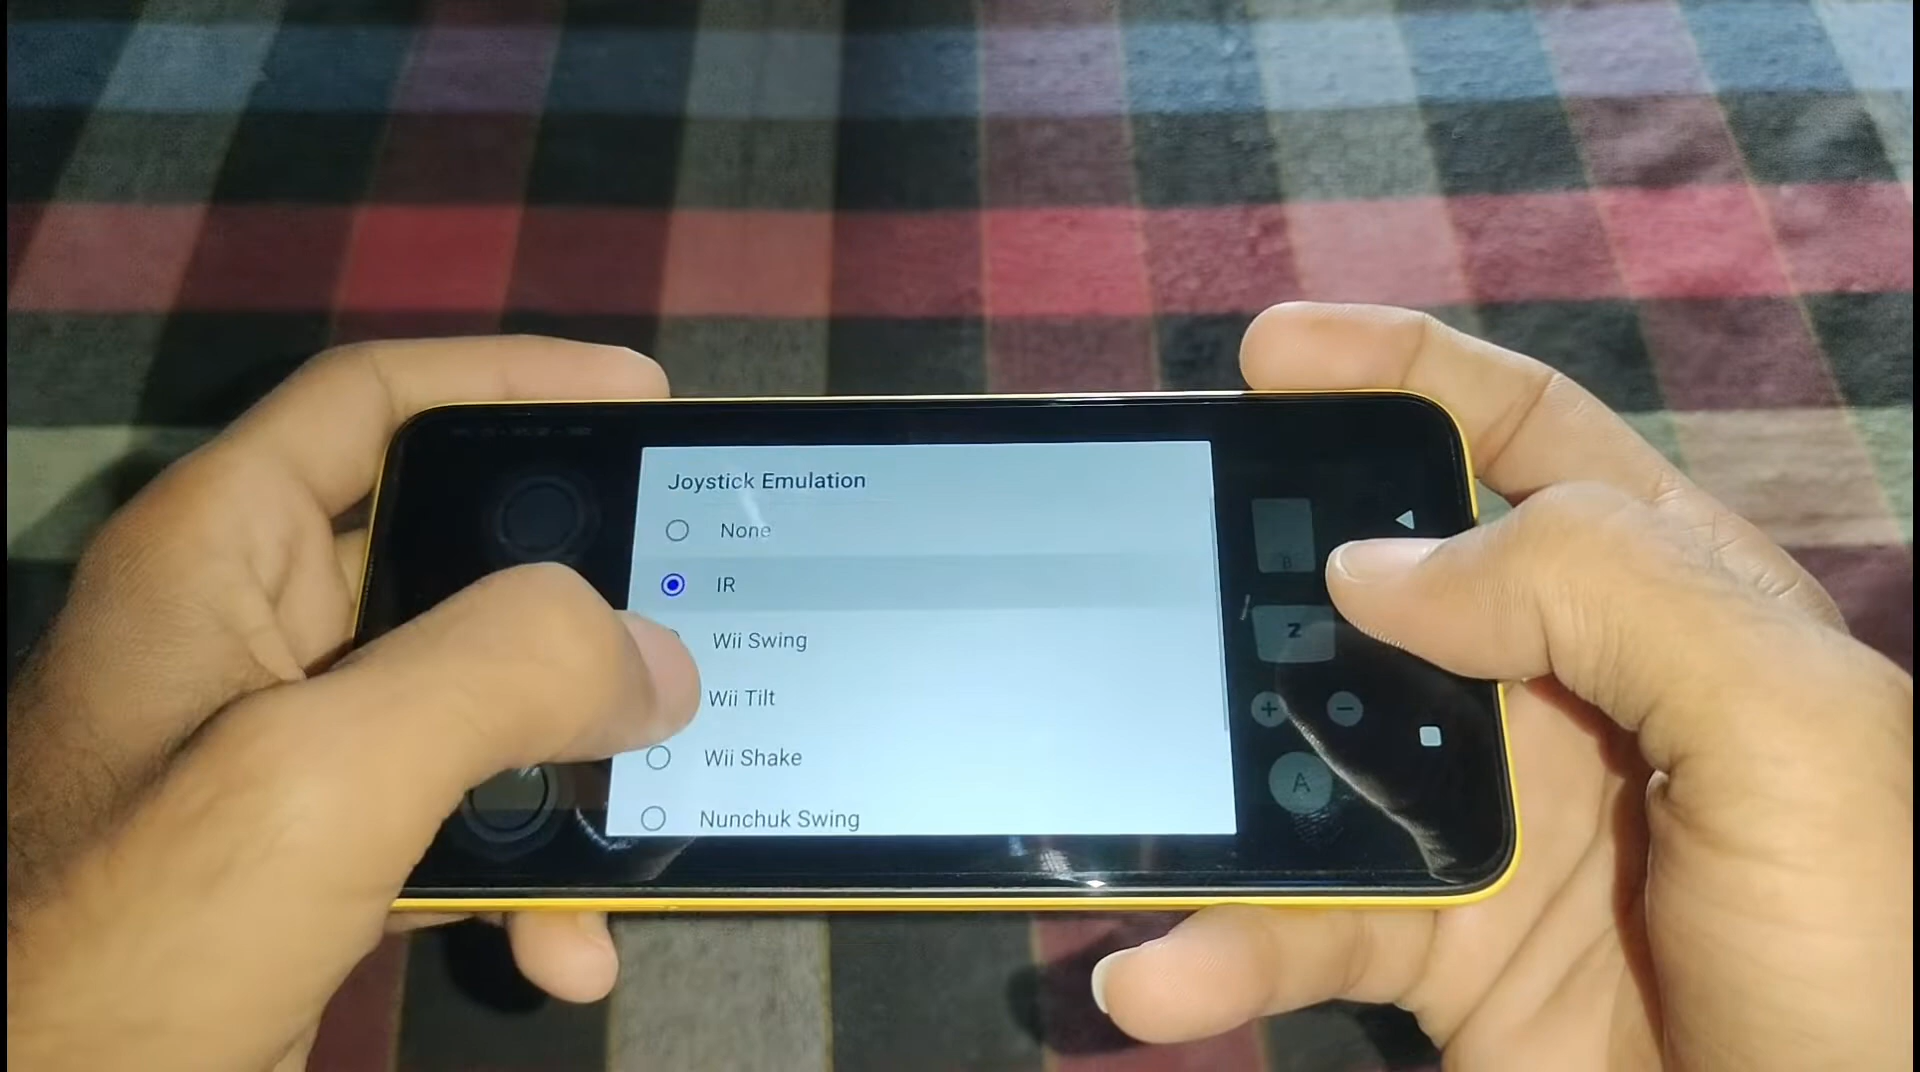 Joystick Emulation
None
IR
Wii Swing
Wii Tilt
Wii Shake
Nunchuk Swing
B
Z
+ −
A